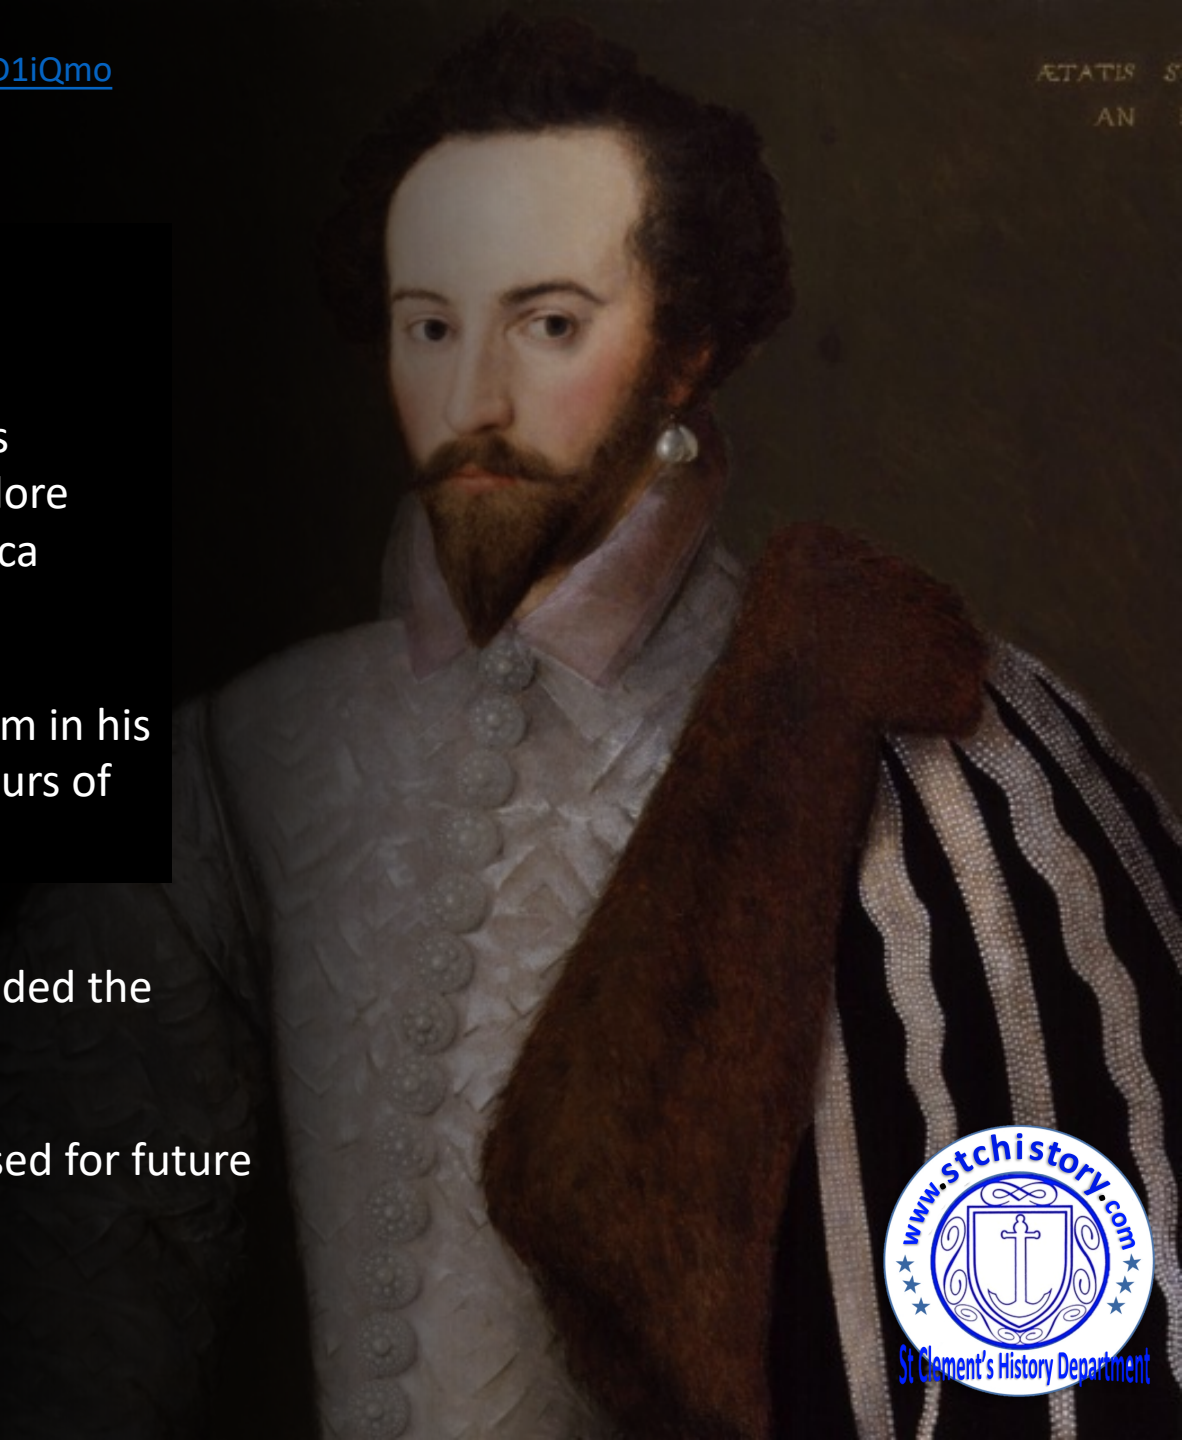 D1iQmo
ÆTATIS
AN
s
lore
ca
m in his
urs of
ded the
sed for future
www.stchistory.com
St Clement's History Department